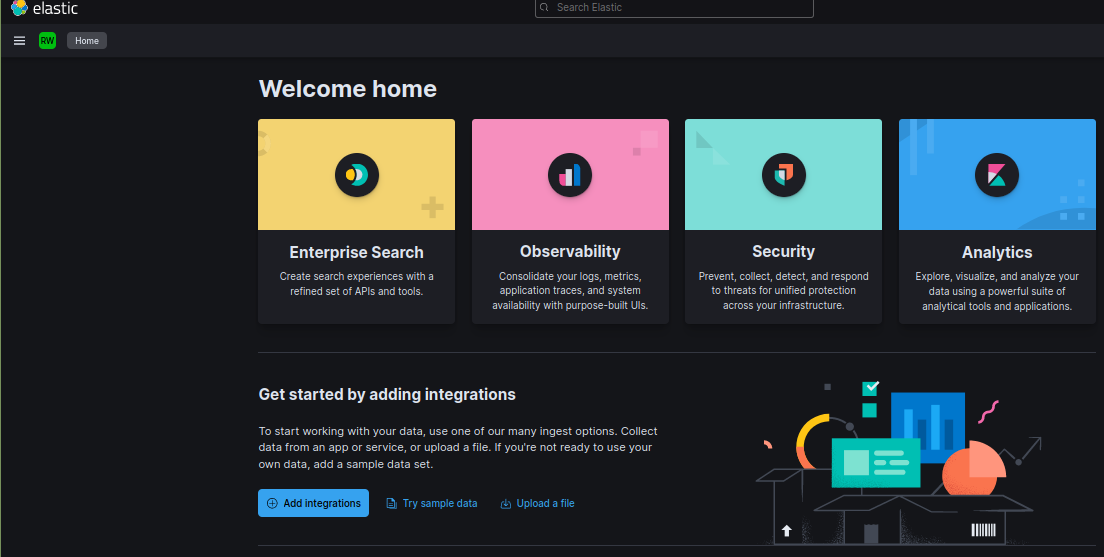 elastic
Search Elastic
RW
Home
Welcome home
Enterprise Search
Create search experiences with a
refined set of APIs and tools.
Observability
Consolidate your logs, metrics,
application traces, and system
availability with purpose-built UIs.
Security
Prevent, collect, detect, and respond
to threats for unified protection
across your infrastructure.
Analytics
Explore, visualize, and analyze your
data using a powerful suite of
analytical tools and applications.
Get started by adding integrations
To start working with your data, use one of our many ingest options. Collect
data from an app or service, or upload a file. If you're not ready to use your
own data, add a sample data set.
Add integrations
Try sample data
Upload a file